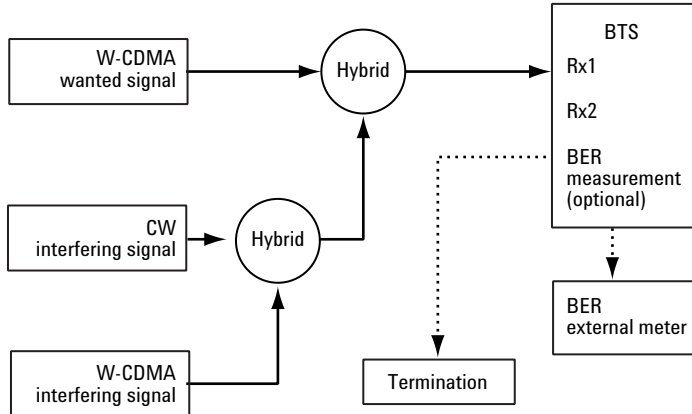 W-CDMA
wanted signal
Hybrid
BTS
Rx1
Rx2
BER
measurement
(optional)
CW
interfering signal
Hybrid
BER
external meter
W-CDMA
interfering signal
Termination